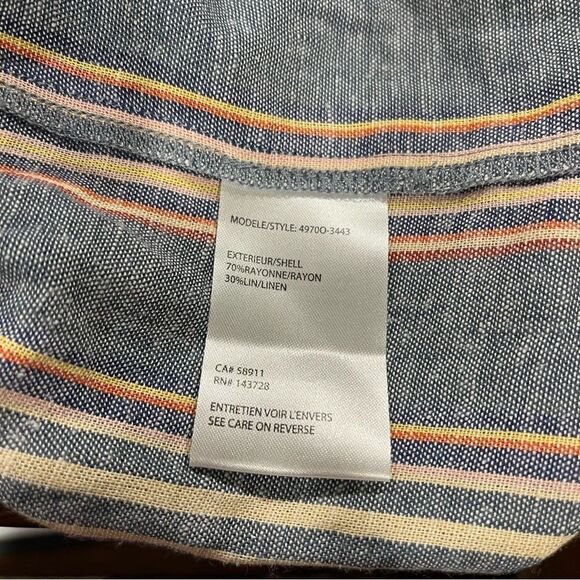 MODELE/STYLE: 4970O-3443
EXTERIEUR/SHELL
70%RAYONNE/RAYON
30%LIN/LINEN
CA# 58911
RN# 143728
ENTRETIEN VOIR L'ENVERS
SEE CARE ON REVERSE